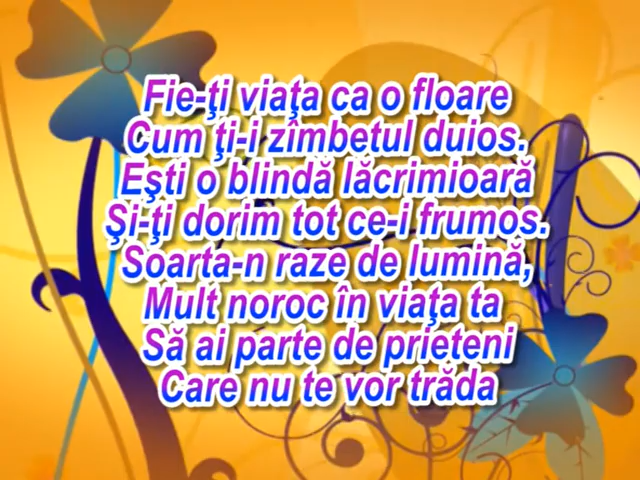 Fie-ţi viaţa ca o floare
Cum ţi-i zîmbetul duios.
Eşti o blindă lăcrimioară
Şi-ţi dorim tot ce-i frumos.
Soarta-n raze de lumină,
Mult noroc în viaţa ta
Să ai parte de prieteni
Care nu te vor trăda